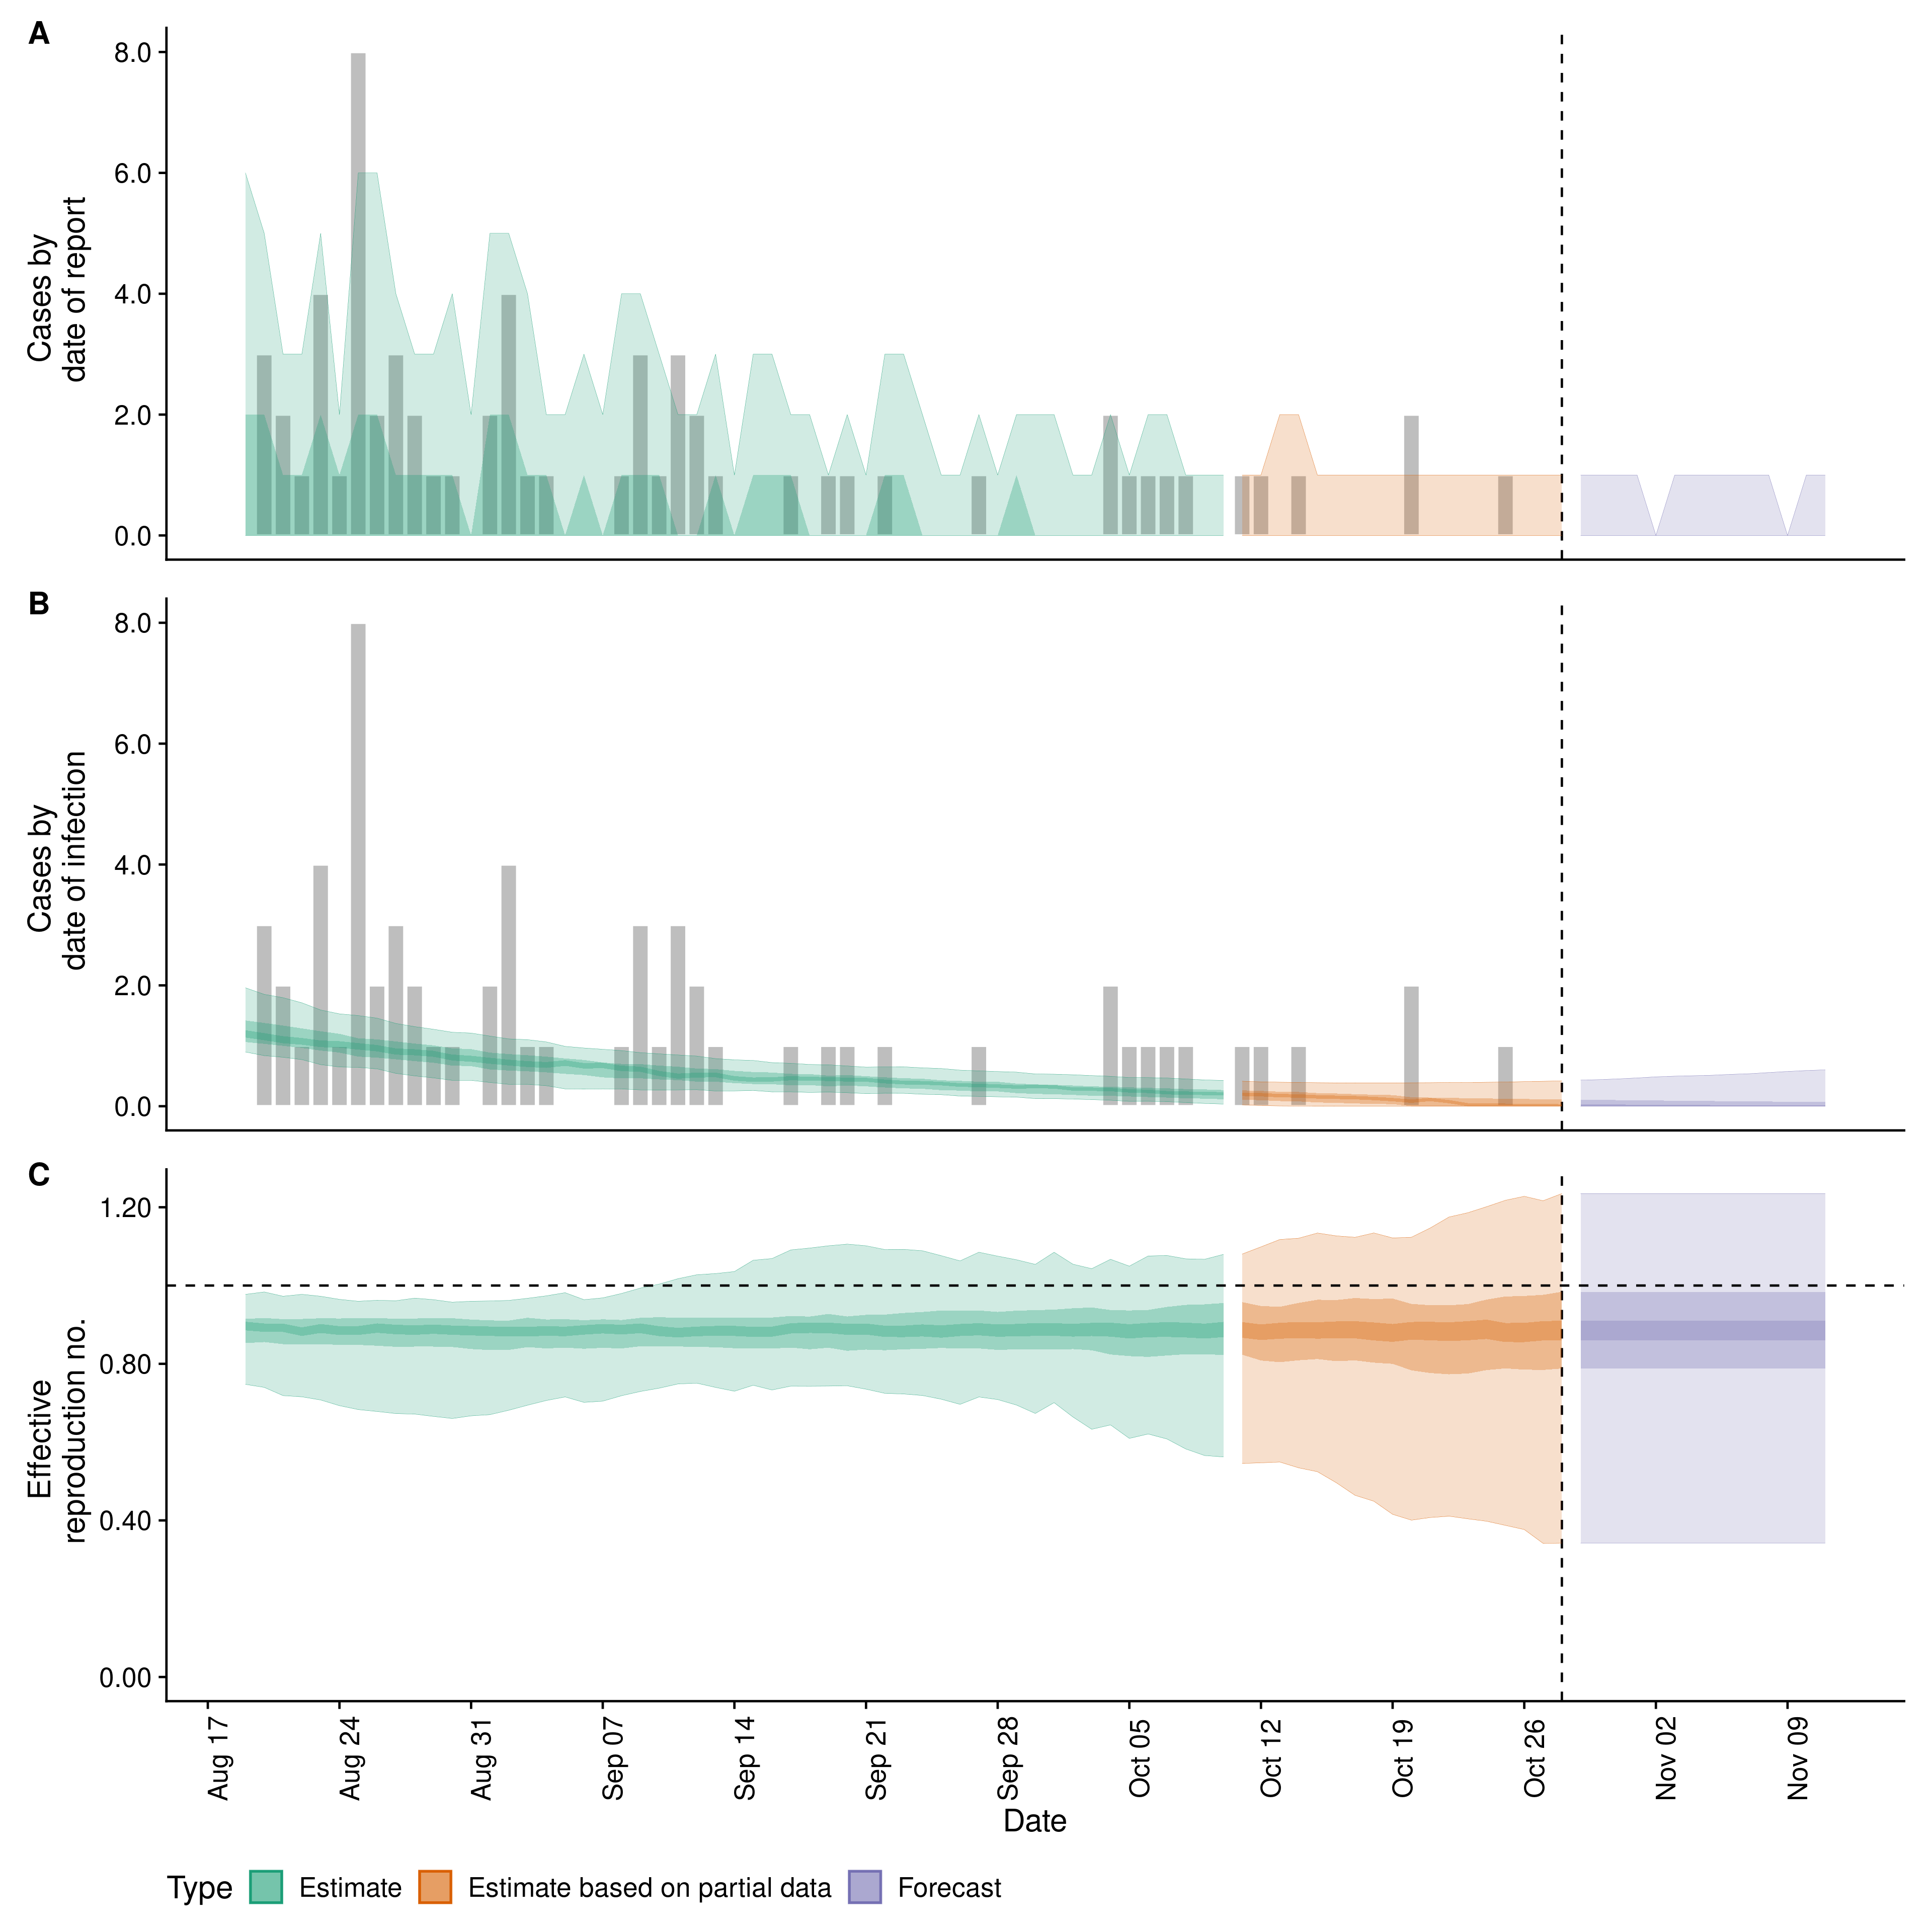 A
8.0
6.0
4.0
2.0
0.0
Cases by
date of report
B
8.0
6.0
4.0
2.0
0.0
Cases by
date of infection
C
1.20
0.80
0.40
0.00
Effective
reproduction no.
Aug 17
Aug 24
Aug 31
Sep 07
Sep 14
Sep 21
Sep 28
Oct 05
Oct 12
Oct 19
Oct 26
Nov 02
Nov 09
Date
Type Estimate Estimate based on partial data Forecast